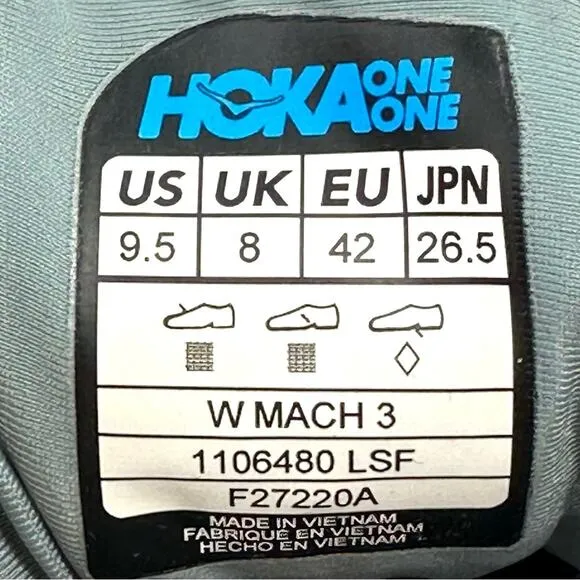 HOKA ONE ONE
US UK EU JPN
9.5 8 42 26.5
W MACH 3
1106480 LSF
F27220A
MADE IN VIETNAM
FABRIQUE EN VIETNAM
HECHO EN VIETNAM